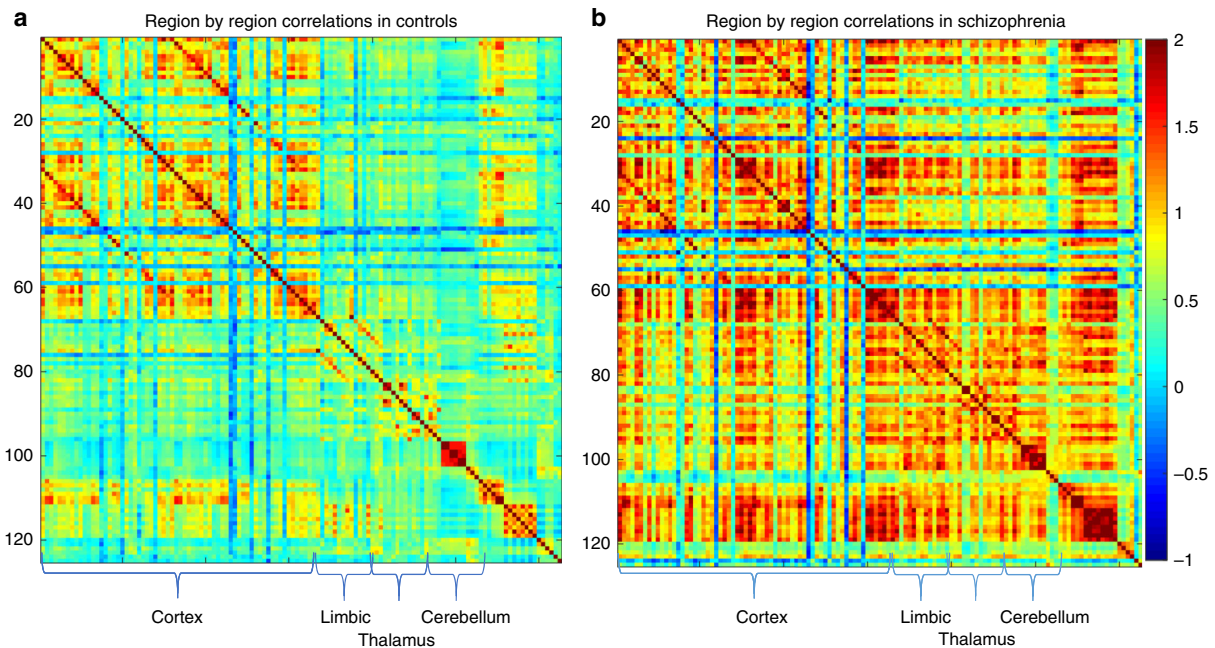 a
Region by region correlations in controls
20
40
60
80
100
120
Cortex
Limbic
Thalamus
Cerebellum
b
Region by region correlations in schizophrenia
20
40
60
80
100
120
Cortex
Limbic
Thalamus
Cerebellum
2
1.5
1
0.5
0
−0.5
−1